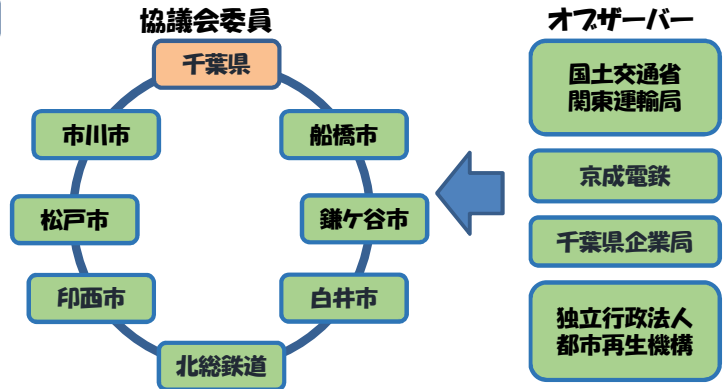 協議会委員
千葉県
市川市
船橋市
松戸市
鎌ケ谷市
印西市
白井市
北総鉄道
オブザーバー
国土交通省
関東運輸局
京成電鉄
千葉県企業局
独立行政法人
都市再生機構